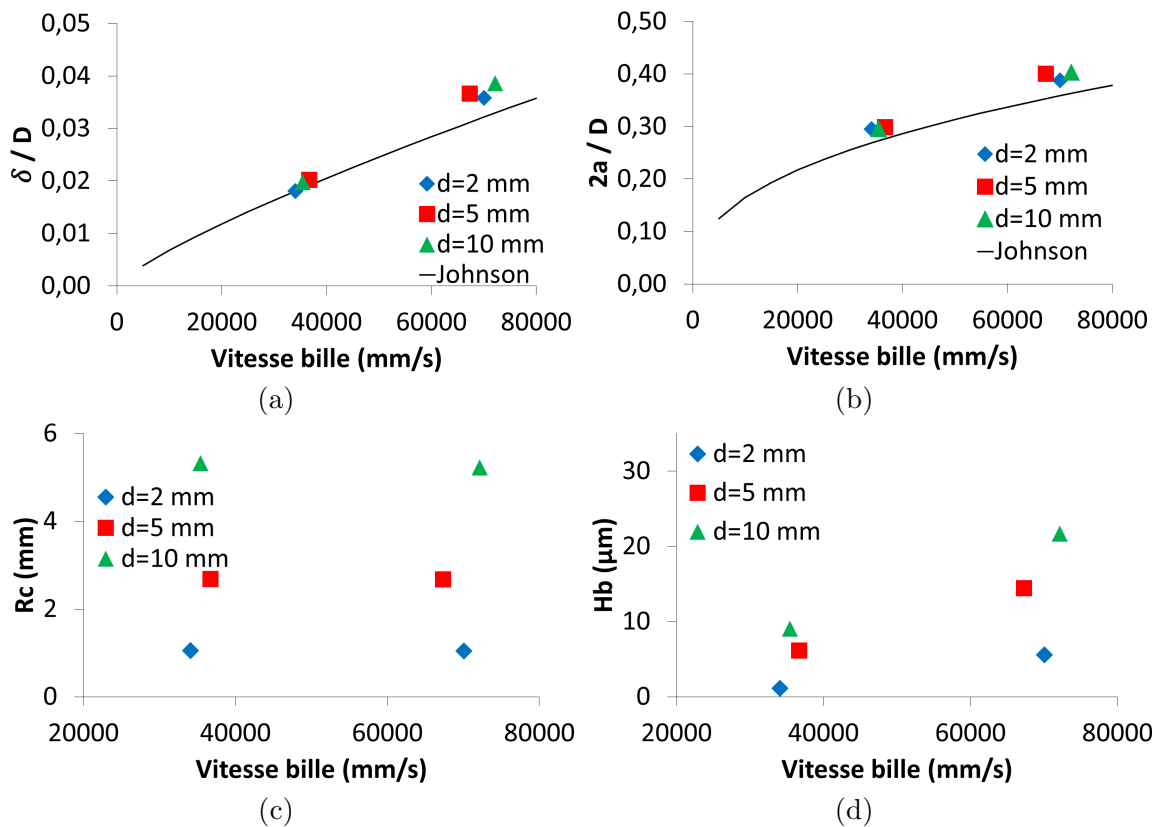 0,05
0,04
0,03
0,02
0,01
0,00
δ / D
0
20000
40000
60000
80000
Vitesse bille (mm/s)
d=2 mm
d=5 mm
d=10 mm
Johnson
(a)
0,50
0,40
0,30
0,20
0,10
0,00
2a / D
0
20000
40000
60000
80000
Vitesse bille (mm/s)
d=2 mm
d=5 mm
d=10 mm
Johnson
(b)
6
4
2
0
Rc (mm)
20000
40000
60000
80000
Vitesse bille (mm/s)
d=2 mm
d=5 mm
d=10 mm
(c)
30
20
10
0
Hb (µm)
20000
40000
60000
80000
Vitesse bille (mm/s)
d=2 mm
d=5 mm
d=10 mm
(d)